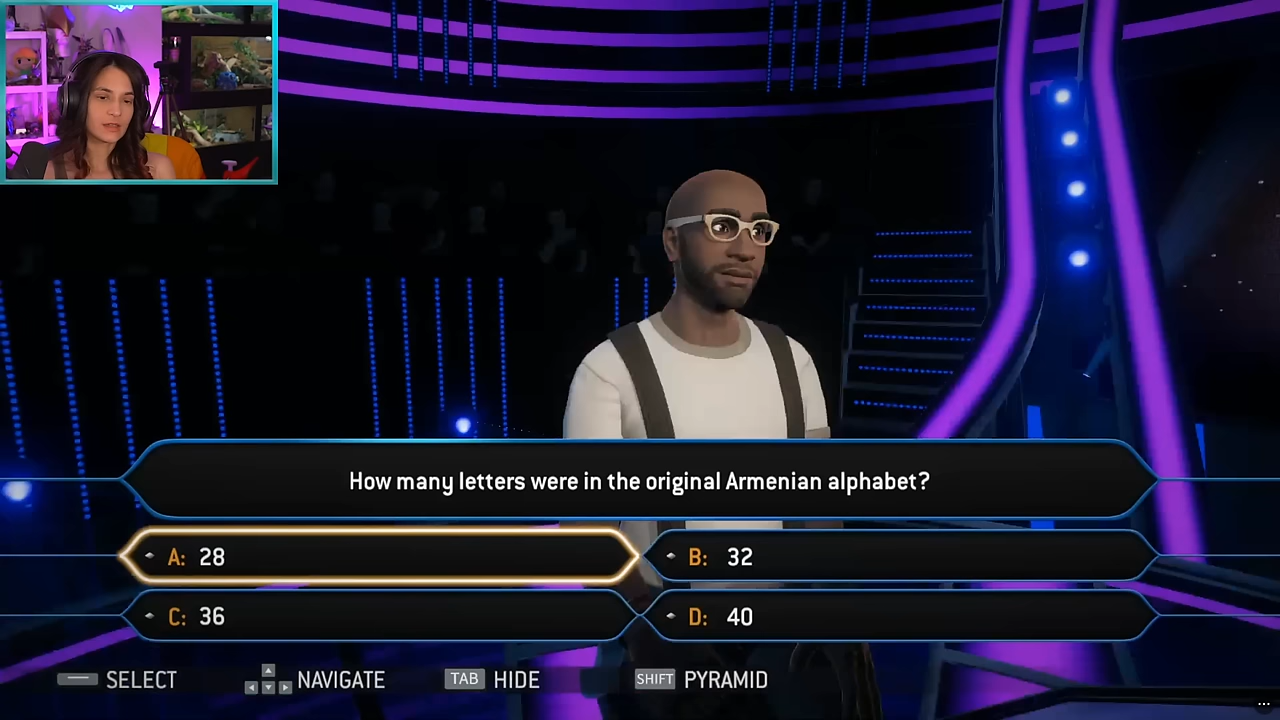 How many letters were in the original Armenian alphabet?
A: 28
B: 32
C: 36
D: 40
SELECT
NAVIGATE
TAB HIDE
SHIFT PYRAMID